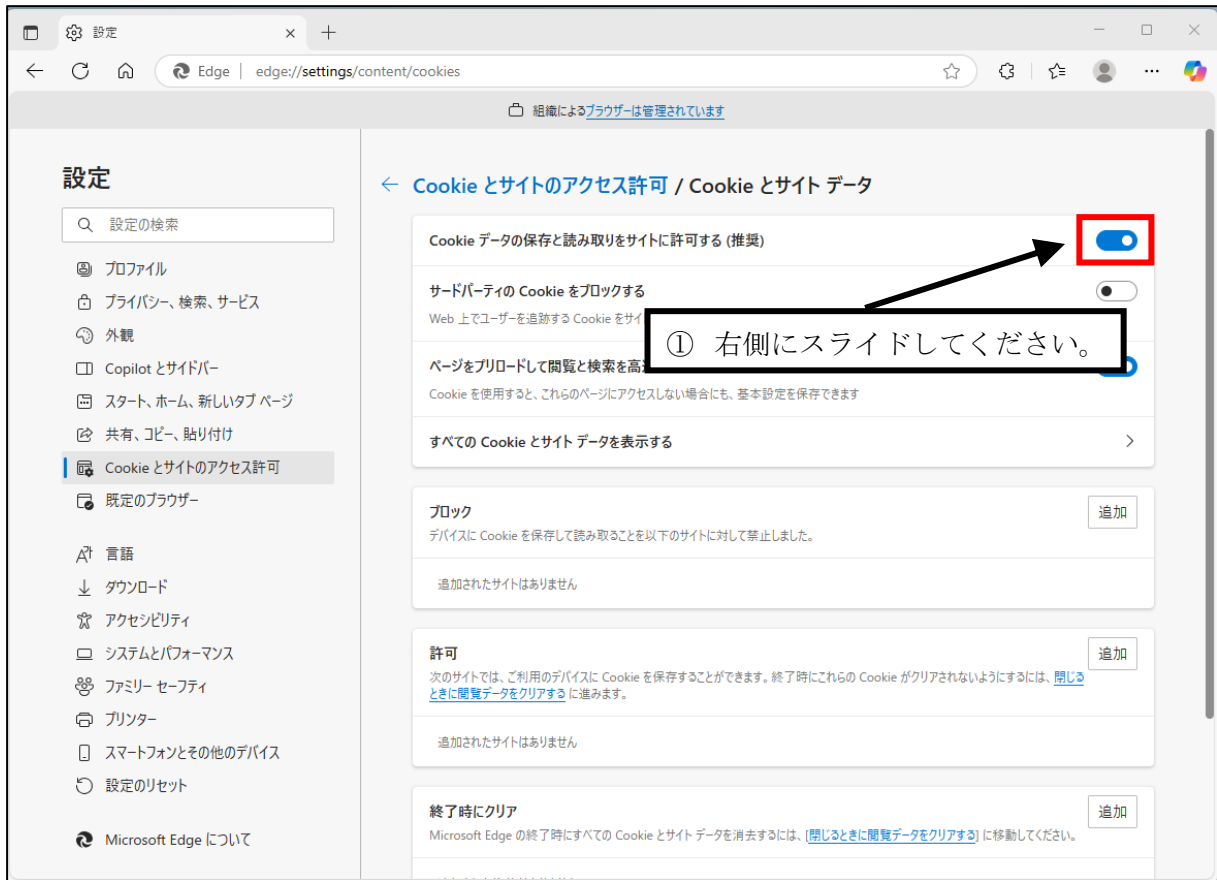 設定
Edge
edge://settings/content/cookies
組織によるブラウザーは管理されています
設定
設定の検索
プロファイル
プライバシー、検索、サービス
外観
Copilot とサイドバー
スタート、ホーム、新しいタブ ページ
共有、コピー、貼り付け
Cookie とサイトのアクセス許可
既定のブラウザー
言語
ダウンロード
アクセシビリティ
システムとパフォーマンス
ファミリー セーフティ
プリンター
スマートフォンとその他のデバイス
設定のリセット
Microsoft Edge について
Cookie とサイトのアクセス許可 / Cookie とサイト データ
Cookie データの保存と読み取りをサイトに許可する (推奨)
サードパーティの Cookie をブロックする
Web 上でユーザーを追跡する Cookie をサイ
① 右側にスライドしてください。
ページをプリロードして閲覧と検索を高
Cookie を使用すると、これらのページにアクセスしない場合にも、基本設定を保存できます
すべての Cookie とサイト データを表示する
ブロック
追加
デバイスに Cookie を保存して読み取ることを以下のサイトに対して禁止しました。
追加されたサイトはありません
許可
追加
次のサイトでは、ご利用のデバイスに Cookie を保存することができます。終了時にこれらの Cookie がクリアされないようにするには、閉じる
ときに閲覧データをクリアする に進みます。
追加されたサイトはありません
終了時にクリア
追加
Microsoft Edge の終了時にすべての Cookie とサイト データを消去するには、[閉じるときに閲覧データをクリアする] に移動してください。